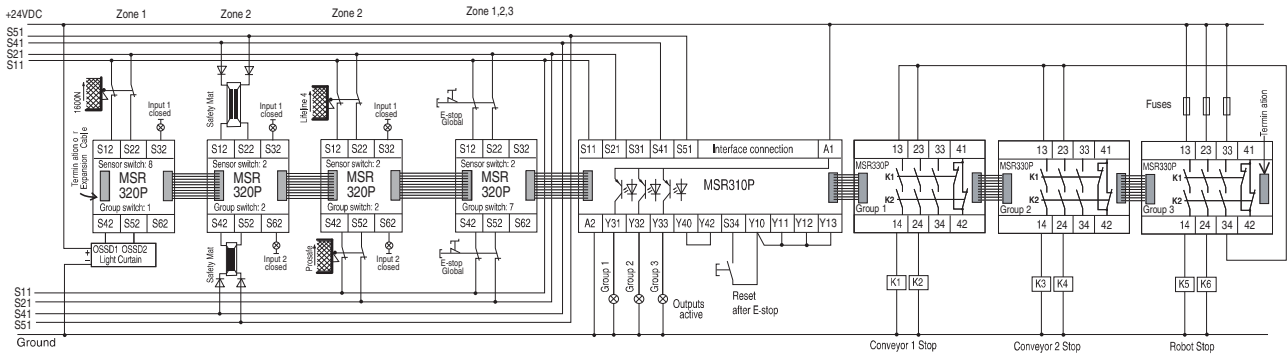 +24VDC Zone 1 Zone 2 Zone 2 Zone 1,2,3
S51
S41
S21
S11
1600N
Safety Mat
Lifeline 4
E-stop
Global
Input 1
closed
Input 1
closed
Input 1
closed
Fuses
Termination
Termination or
Expansion Cable
S12 S22 S32
Sensor switch: 8
MSR
320P
Group switch: 1
S42 S52 S62
S12 S22 S32
Sensor switch: 2
MSR
320P
Group switch: 2
S42 S52 S62
S12 S22 S32
Sensor switch: 2
MSR
320P
Group switch: 2
S42 S52 S62
S12 S22 S32
Sensor switch: 2
MSR
320P
Group switch: 7
S42 S52 S62
S11 S21 S31 S41 S51 Interface connection A1
MSR310P
A2 Y31 Y32 Y33 Y40 Y42 S34 Y10 Y11 Y12 Y13
13 23 33 41
MSR330P
K1
K2
Group 1
14 24 34 42
13 23 33 41
MSR330P
K1
K2
Group 2
14 24 34 42
13 23 33 41
MSR330P
K1
K2
Group 3
14 24 34 42
+
–
OSSD1 OSSD2
Light Curtain
Safety Mat
Input 2
closed
Prosafe
Input 2
closed
E-stop
Global
Group 1
Group 2
Group 3
Outputs
active
Reset
after E-stop
K1 K2
K3 K4
K5 K6
S11
S21
S41
S51
Ground
Conveyor 1 Stop Conveyor 2 Stop Robot Stop